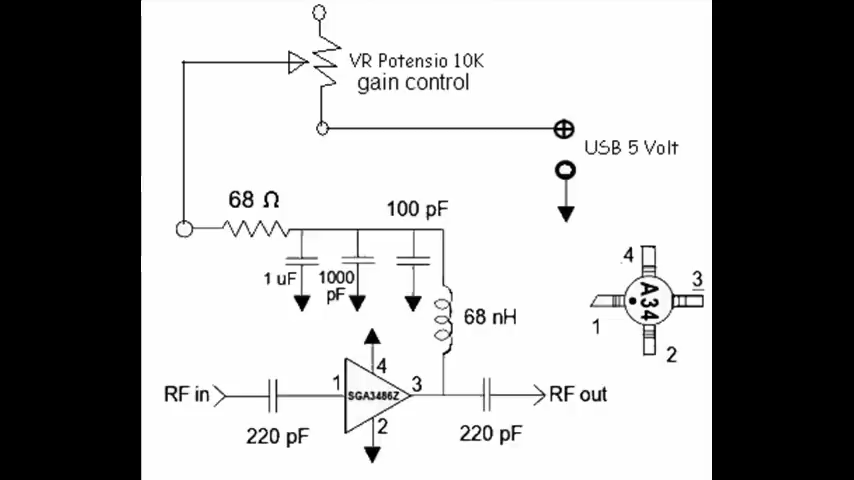 VR Potensio 10K
gain control
USB 5 Volt
68 Ω
100 pF
1 uF
1000
pF
68 nH
4
3
A34
1
2
RF in
1
4
SGA3486Z
3
2
RF out
220 pF
220 pF